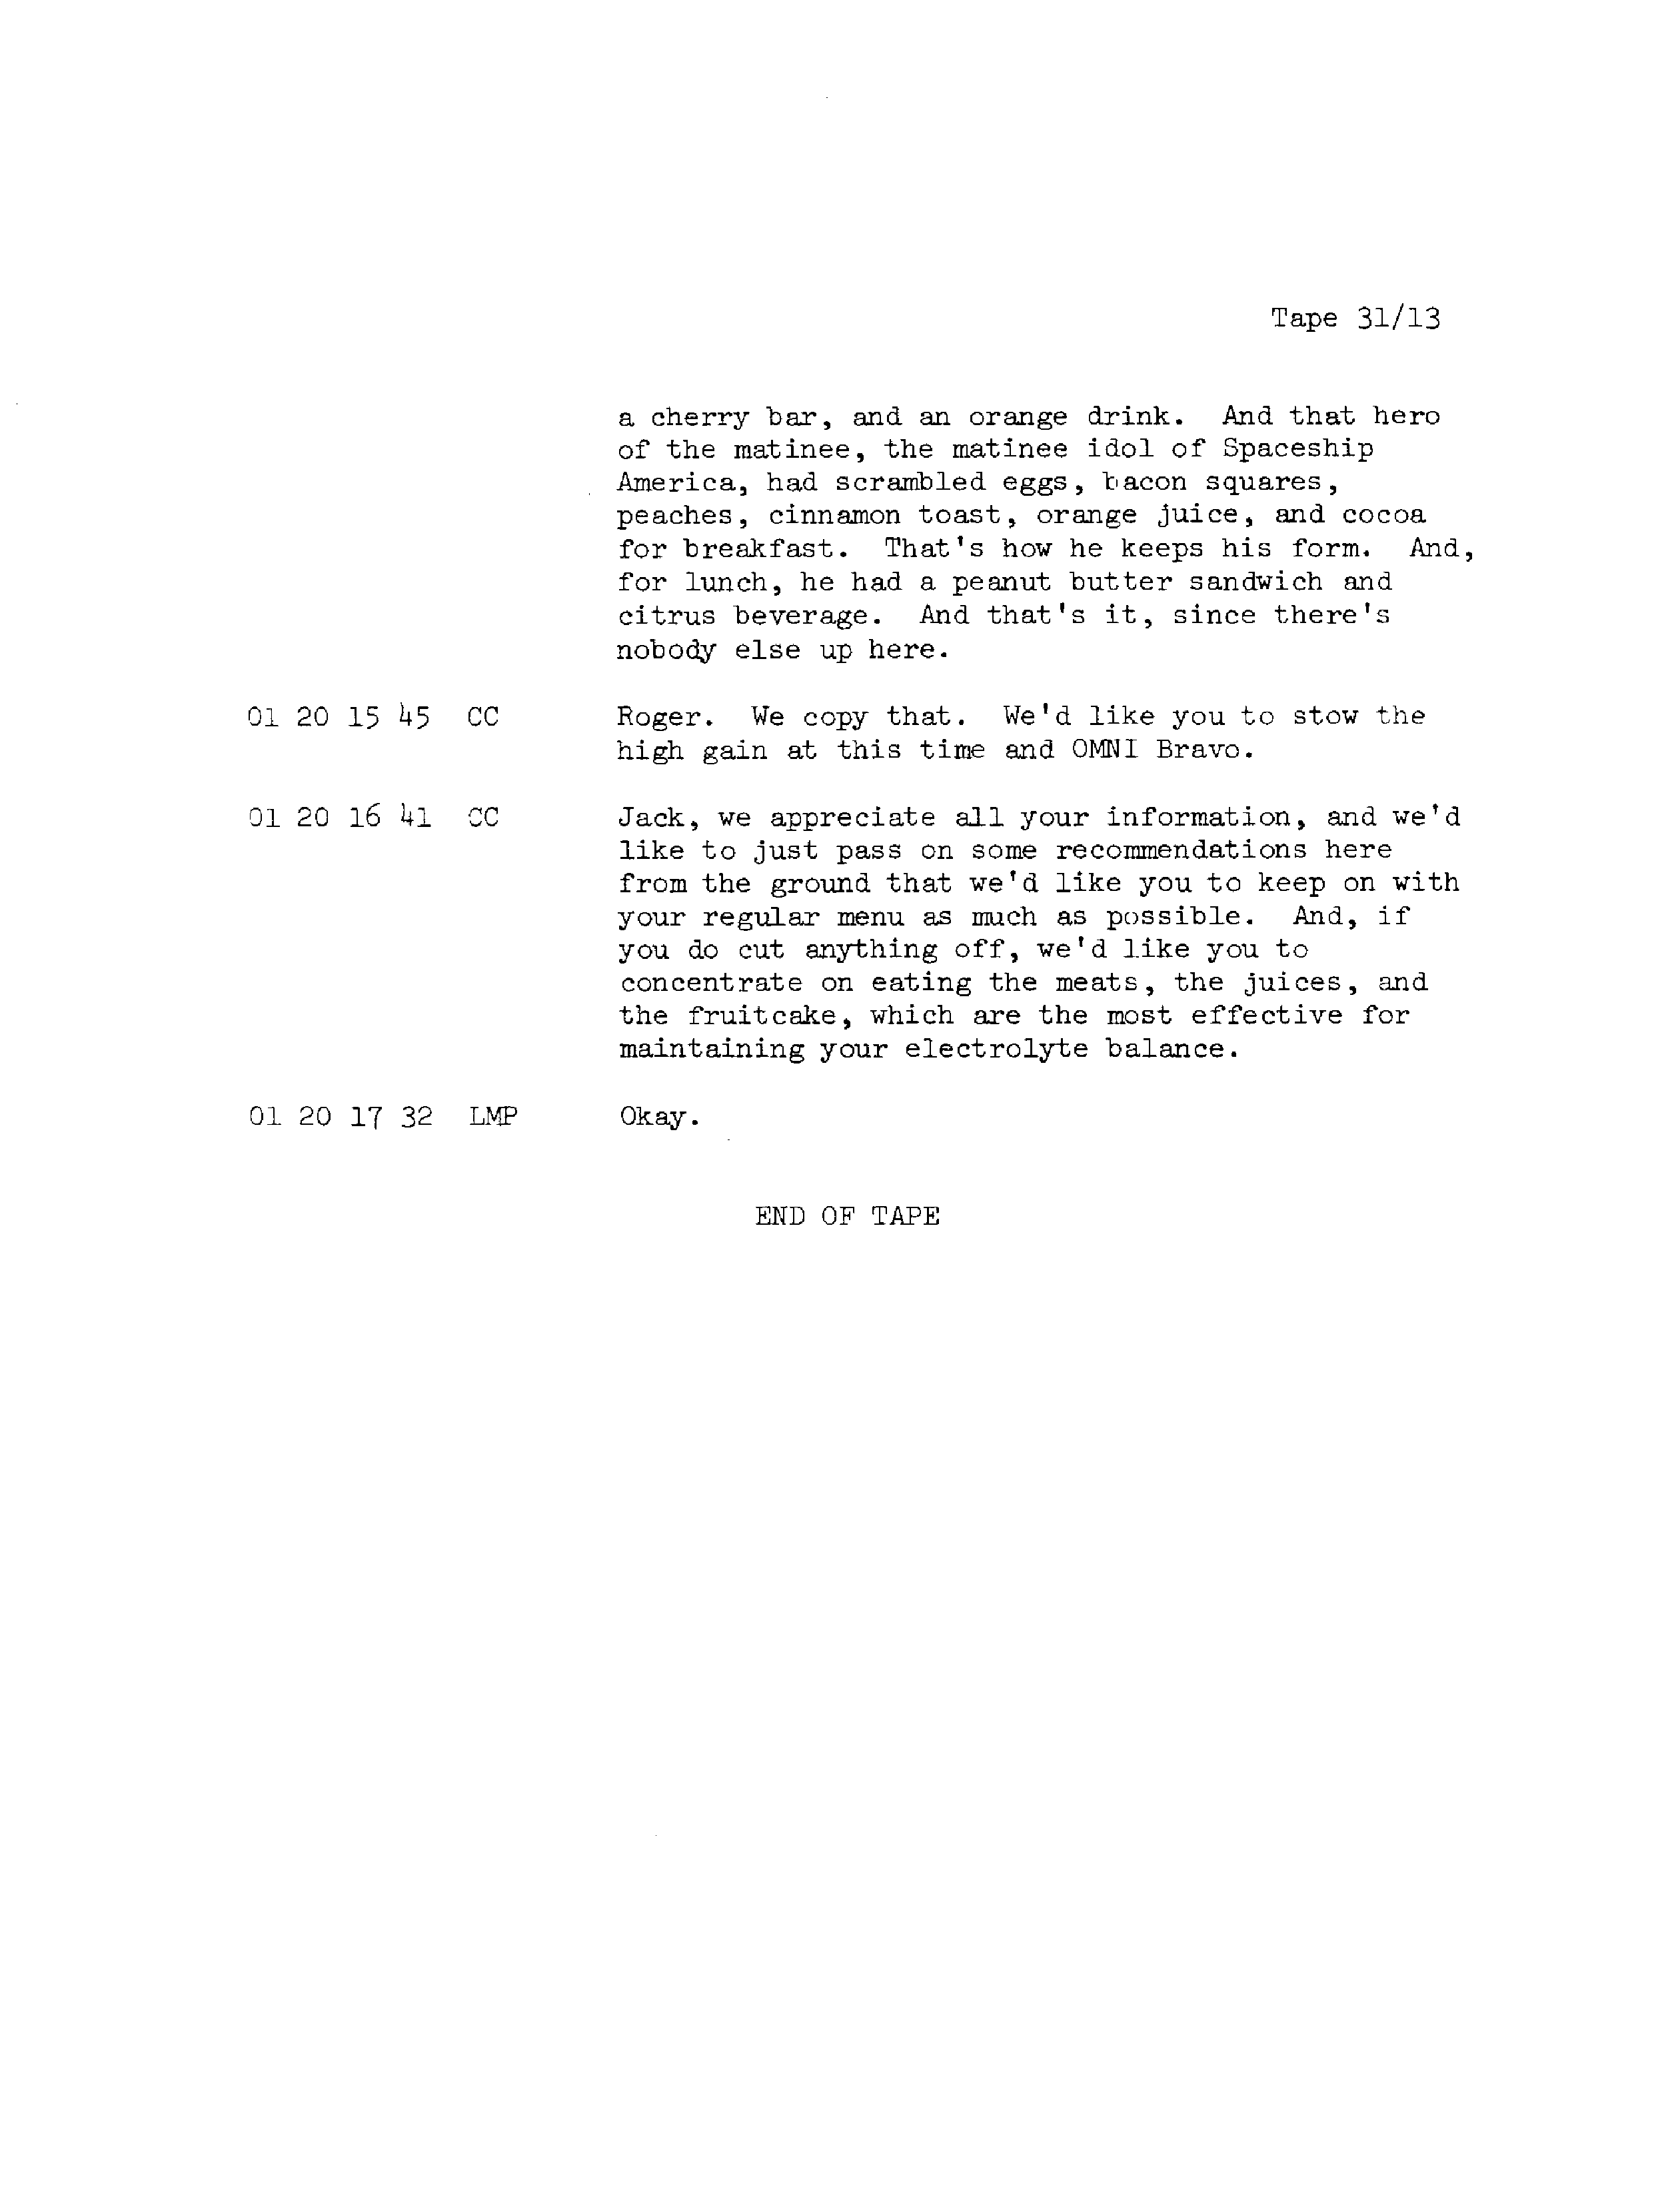 Tape 31/13
a cherry bar, and an orange drink. And that hero
of the matinee, the matinee idol of Spaceship
America, had scrambled eggs, bacon squares,
peaches, cinnamon toast, orange juice, and cocoa
for breakfast. That's how he keeps his form. And,
for lunch, he had a peanut butter sandwich and
citrus beverage. And that's it, since there's
nobody else up here.
01 20 15 45 CC Roger. We copy that. We'd like you to stow the
high gain at this time and OMNI Bravo.
01 20 16 41 CC Jack, we appreciate all your information, and we'd
like to just pass on some recommendations here
from the ground that we'd like you to keep on with
your regular menu as much as possible. And, if
you do cut anything off, we'd like you to
concentrate on eating the meats, the juices, and
the fruitcake, which are the most effective for
maintaining your electrolyte balance.
01 20 17 32 LMP Okay.
END OF TAPE